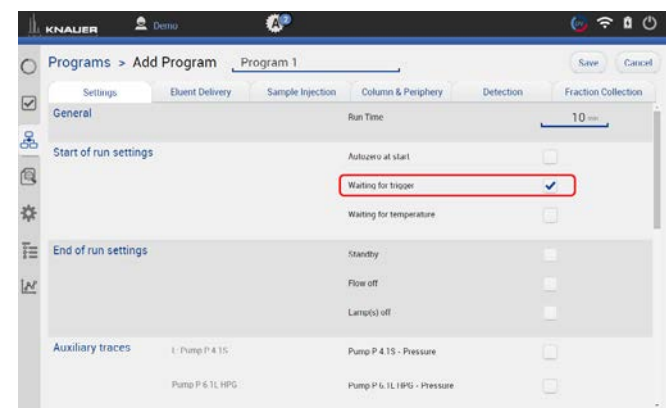 KNAUER Demo
Programs > Add Program Program 1 Save Cancel
Settings Eluent Delivery Sample Injection Column & Periphery Detection Fraction Collection
General Run Time 10 min
Start of run settings Autozero at start
Waiting for trigger
Waiting for temperature
End of run settings Standby
Flow off
Lamp(s) off
Auxiliary traces Pump P 4.1S Pump P 4.1S - Pressure
Pump P 6.1L HPG Pump P 6.1L HPG - Pressure